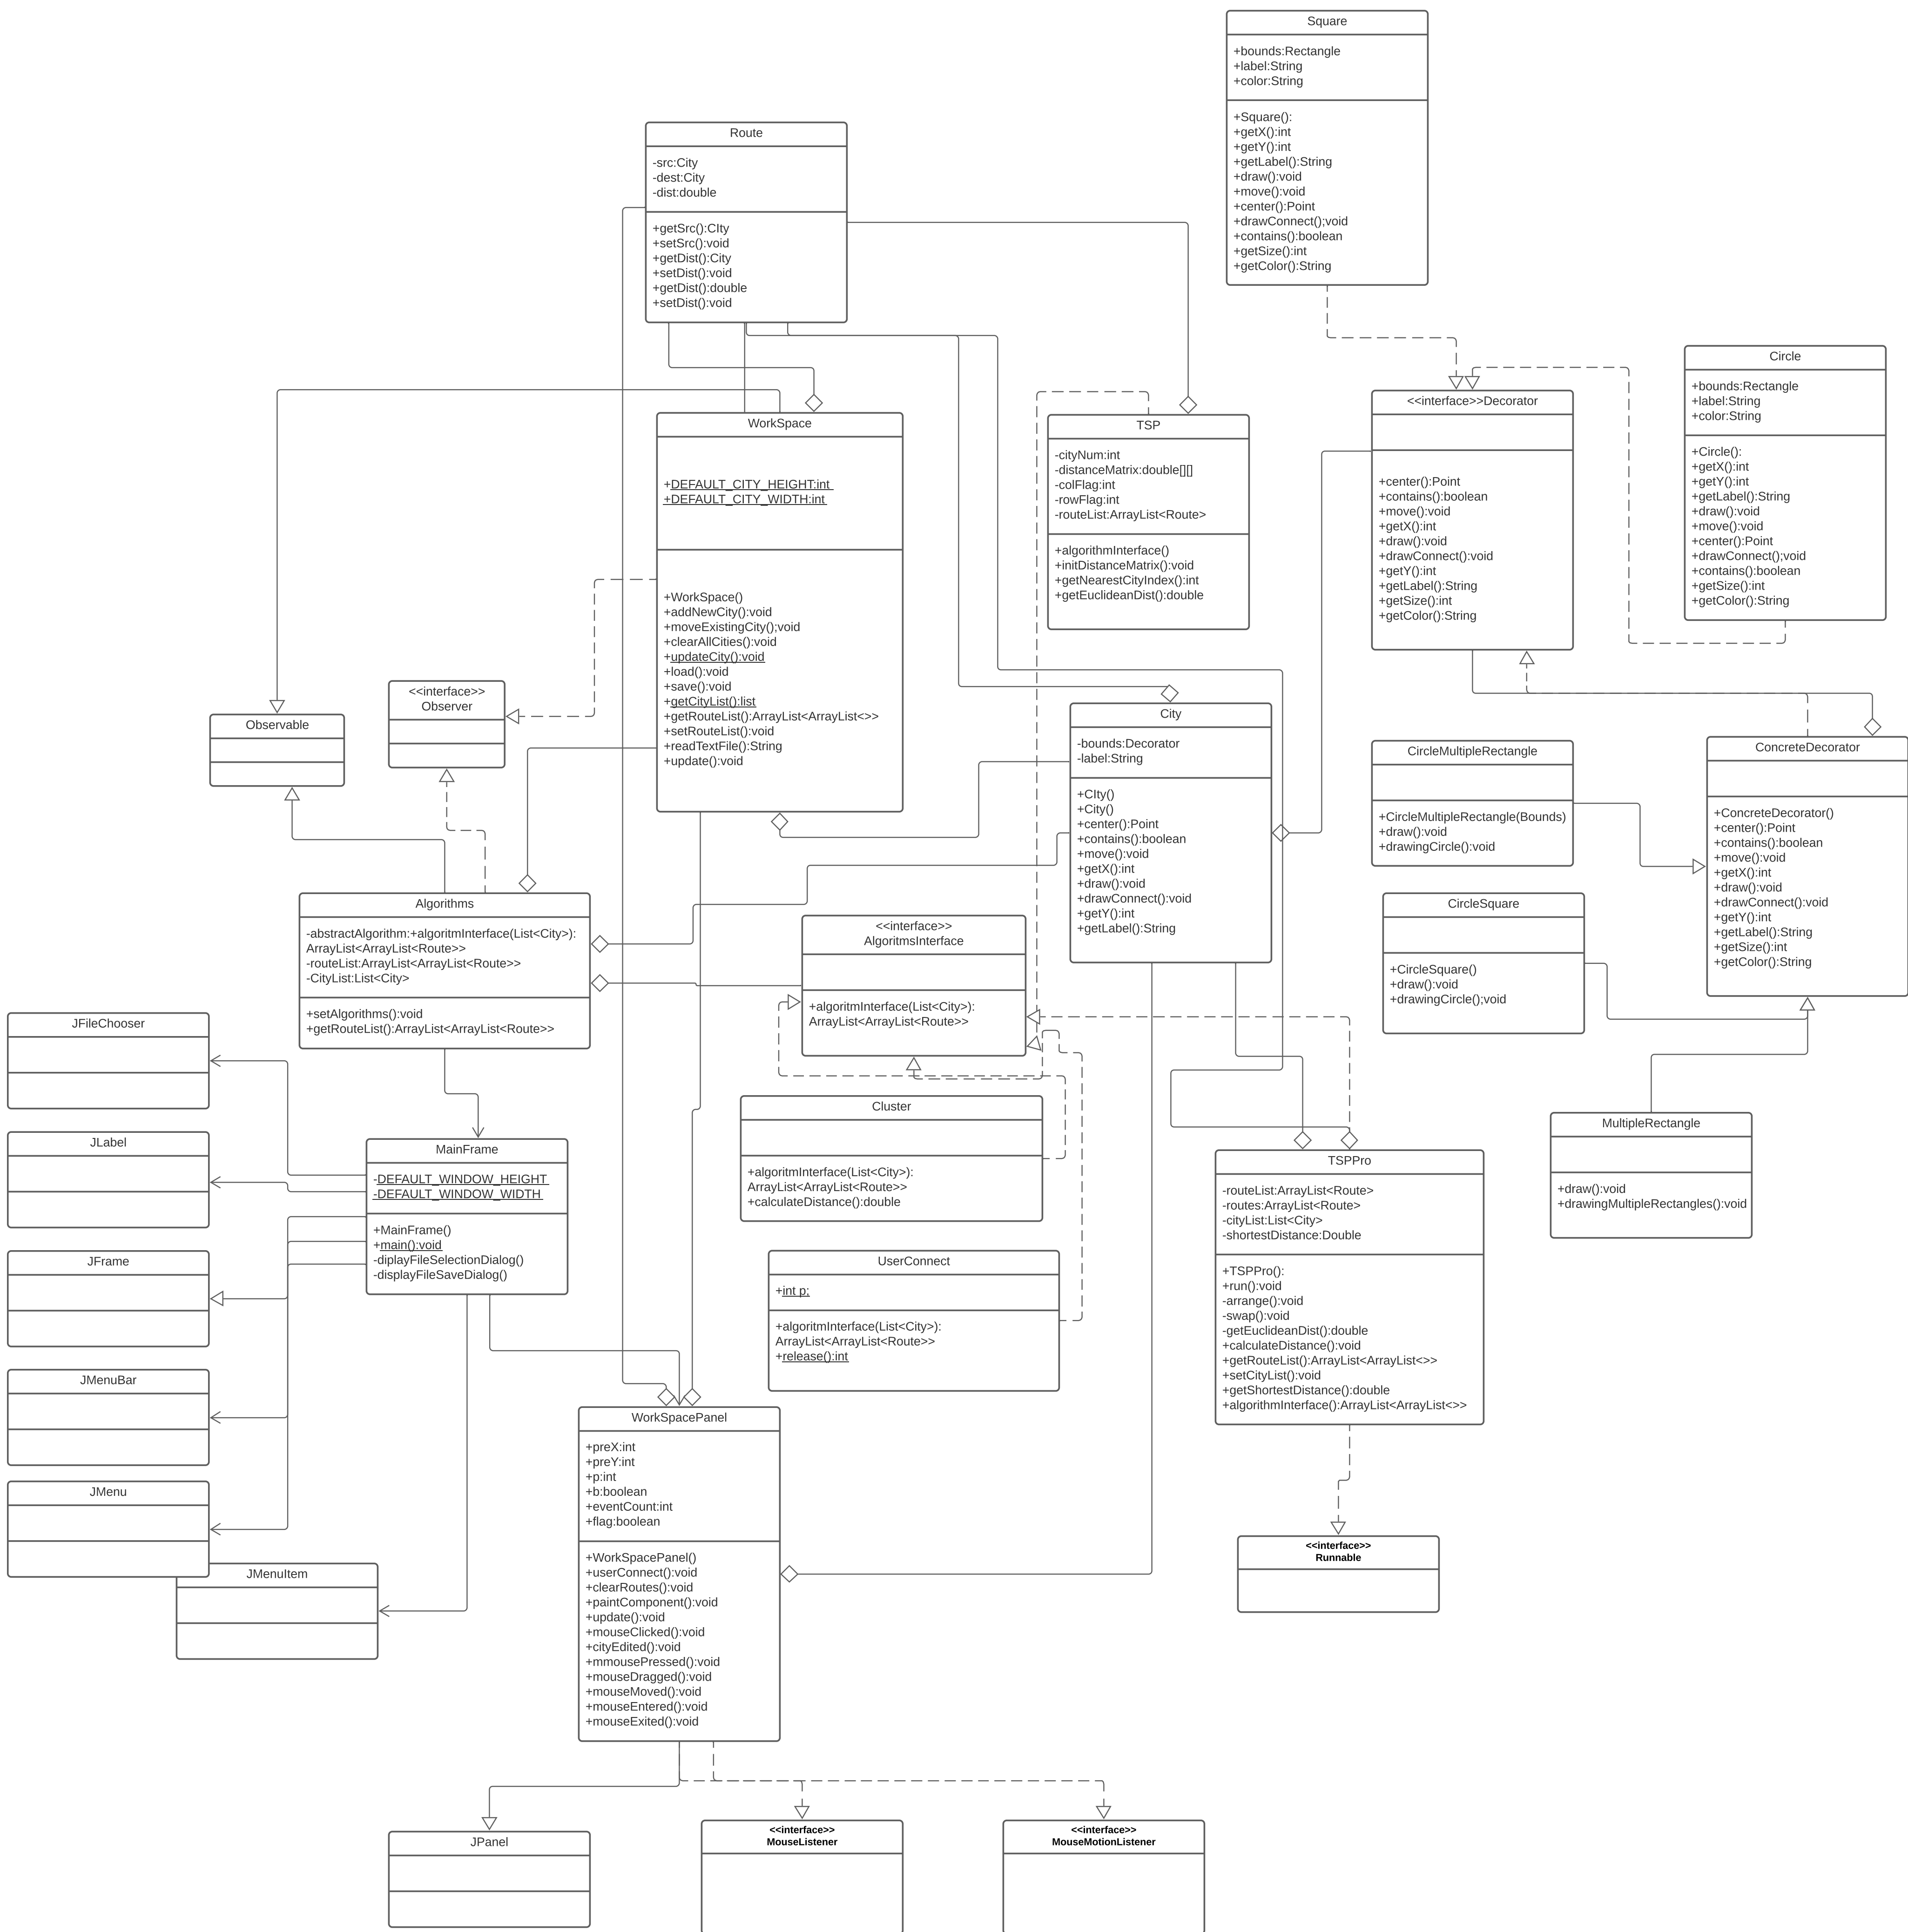 Square
+bounds:Rectangle
+label:String
+color:String
+Square():
+getX():int
+getY():int
+getLabel():String
+draw():void
+move():void
+center():Point
+drawConnect();void
+contains():boolean
+getSize():int
+getColor():String
Route
-src:City
-dest:City
-dist:double
+getSrc():CIty
+setSrc():void
+getDist():City
+setDist():void
+getDist():double
+setDist():void
Circle
+bounds:Rectangle
+label:String
+color:String
+Circle():
+getX():int
+getY():int
+getLabel():String
+draw():void
+move():void
+center():Point
+drawConnect();void
+contains():boolean
+getSize():int
+getColor():String
<<interface>>Decorator
+center():Point
+contains():boolean
+move():void
+getX():int
+draw():void
+drawConnect():void
+getY():int
+getLabel():String
+getSize():int
+getColor():String
WorkSpace
+DEFAULT_CITY_HEIGHT:int
+DEFAULT_CITY_WIDTH:int
+WorkSpace()
+addNewCity():void
+moveExistingCity();void
+clearAllCities():void
+updateCity():void
+load():void
+save():void
+getCityList():list
+getRouteList():ArrayList<ArrayList<>>
+setRouteList():void
+readTextFile():String
+update():void
TSP
-cityNum:int
-distanceMatrix:double[][]
-colFlag:int
-rowFlag:int
-routeList:ArrayList<Route>
+algorithmInterface()
+initDistanceMatrix():void
+getNearestCityIndex():int
+getEuclideanDist():double
<<interface>>
Observer
Observable
City
-bounds:Decorator
-label:String
+CIty()
+City()
+center():Point
+contains():boolean
+move():void
+getX():int
+draw():void
+drawConnect():void
+getY():int
+getLabel():String
CircleMultipleRectangle
+CircleMultipleRectangle(Bounds)
+draw():void
+drawingCircle():void
ConcreteDecorator
+ConcreteDecorator()
+center():Point
+contains():boolean
+move():void
+getX():int
+draw():void
+drawConnect():void
+getY():int
+getLabel():String
+getSize():int
+getColor():String
Algorithms
-abstractAlgorithm:+algoritmInterface(List<City>):
ArrayList<ArrayList<Route>>
-routeList:ArrayList<ArrayList<Route>>
-CityList:List<City>
+setAlgorithms():void
+getRouteList():ArrayList<ArrayList<Route>>
<<interface>>
AlgoritmsInterface
+algoritmInterface(List<City>):
ArrayList<ArrayList<Route>>
CircleSquare
+CircleSquare()
+draw():void
+drawingCircle();void
JFileChooser
JLabel
JFrame
JMenuBar
JMenu
JMenuItem
MainFrame
-DEFAULT_WINDOW_HEIGHT
-DEFAULT_WINDOW_WIDTH
+MainFrame()
+main():void
-diplayFileSelectionDialog()
-displayFileSaveDialog()
Cluster
+algoritmInterface(List<City>):
ArrayList<ArrayList<Route>>
+calculateDistance():double
MultipleRectangle
+draw():void
+drawingMultipleRectangles():void
TSPPro
-routeList:ArrayList<Route>
-routes:ArrayList<Route>
-cityList:List<City>
-shortestDistance:Double
+TSPPro():
+run():void
-arrange():void
-swap():void
-getEuclideanDist():double
+calculateDistance():void
+getRouteList():ArrayList<ArrayList<>>
+setCityList():void
+getShortestDistance():double
+algorithmInterface():ArrayList<ArrayList<>>
UserConnect
+int p;
+algoritmInterface(List<City>):
ArrayList<ArrayList<Route>>
+release():int
WorkSpacePanel
+preX:int
+preY:int
+p:int
+b:boolean
+eventCount:int
+flag:boolean
+WorkSpacePanel()
+userConnect():void
+clearRoutes():void
+paintComponent():void
+update():void
+mouseClicked():void
+cityEdited():void
+mmousePressed():void
+mouseDragged():void
+mouseMoved():void
+mouseEntered():void
+mouseExited():void
<<interface>>
Runnable
JPanel
<<interface>>
MouseListener
<<interface>>
MouseMotionListener